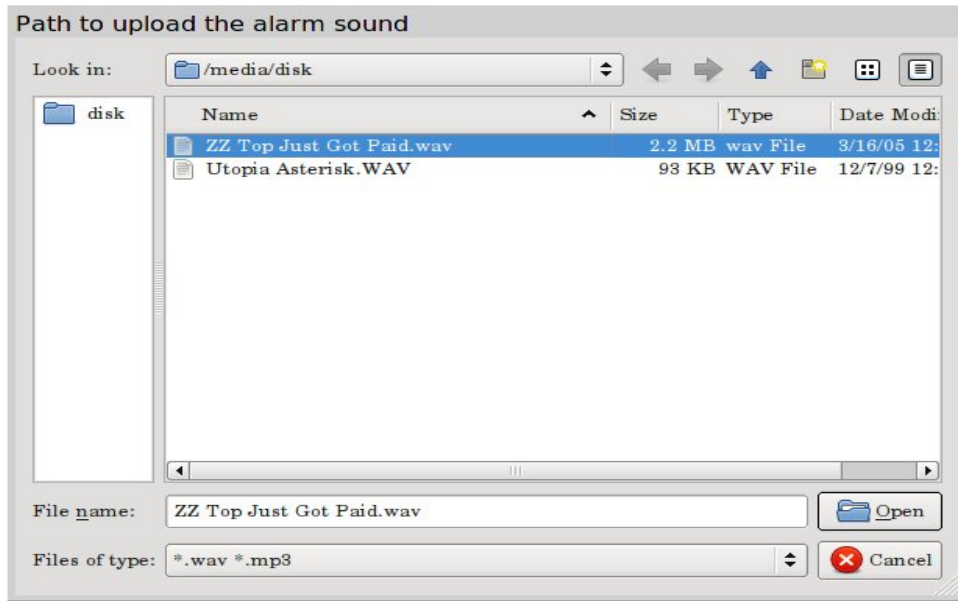 Path to upload the alarm sound
Look in: /media/disk
disk
Name Size Type Date Modi
ZZ Top Just Got Paid.wav 2.2 MB wav File 3/16/05 12:
Utopia Asterisk.WAV 93 KB WAV File 12/7/99 12:
File name: ZZ Top Just Got Paid.wav Open
Files of type: *.wav *.mp3 Cancel